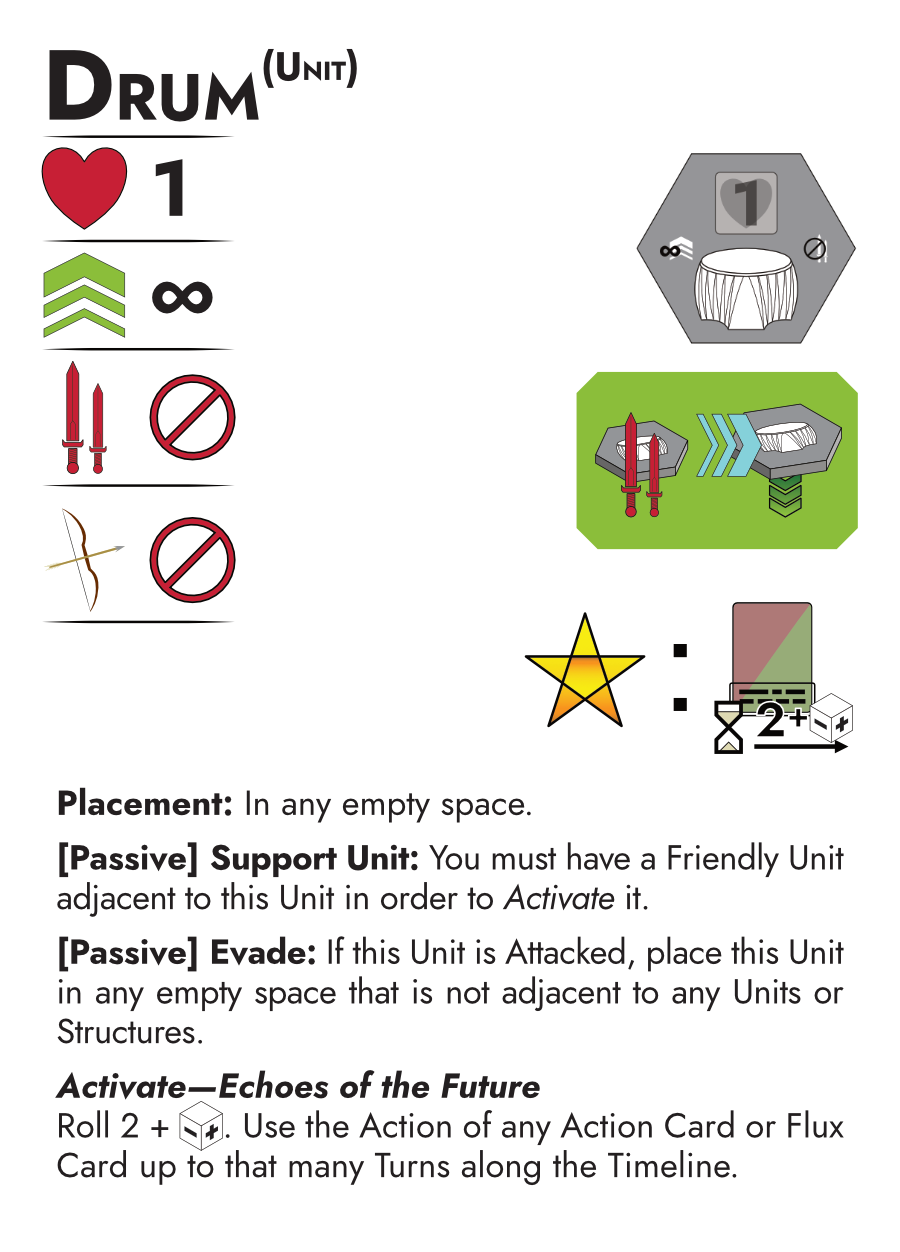 DRUM (UNIT)
1
∞
1
∞
2+
- +
Placement: In any empty space.
[Passive] Support Unit: You must have a Friendly Unit
adjacent to this Unit in order to Activate it.
[Passive] Evade: If this Unit is Attacked, place this Unit
in any empty space that is not adjacent to any Units or
Structures.
Activate—Echoes of the Future
Roll 2 + - +. Use the Action of any Action Card or Flux
Card up to that many Turns along the Timeline.